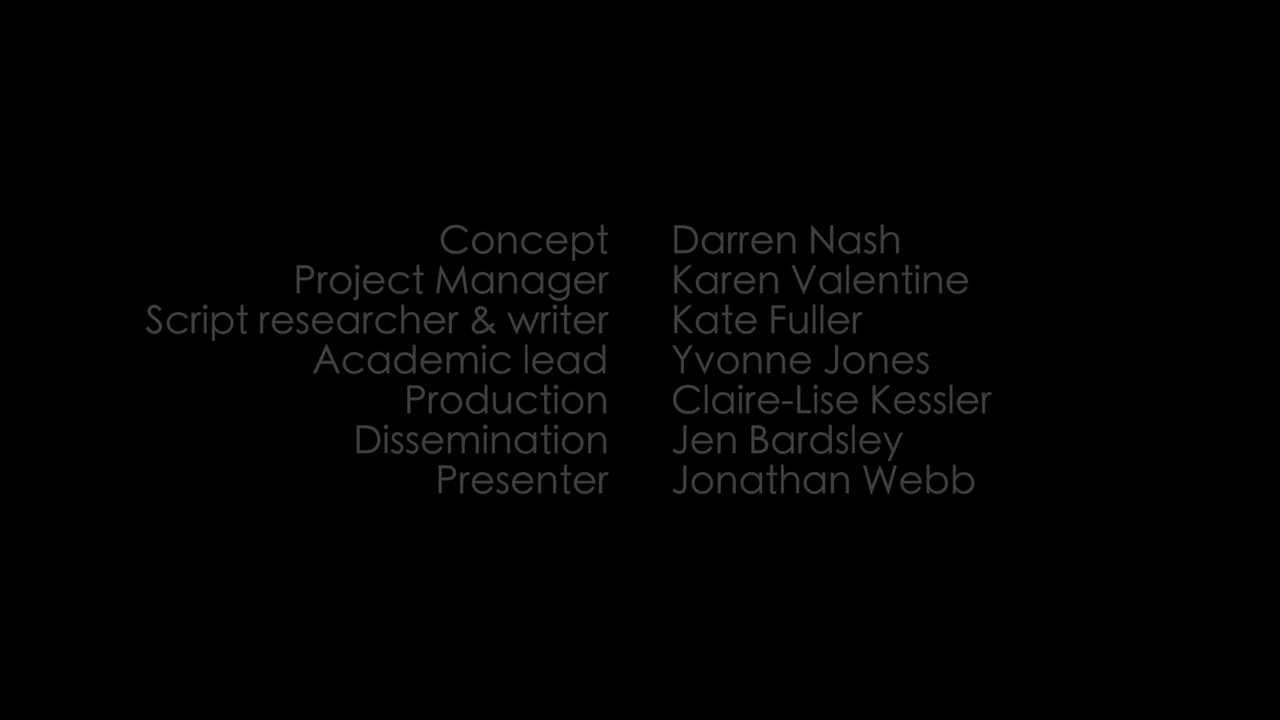 Concept Darren Nash
Project Manager Karen Valentine
Script researcher & writer Kate Fuller
Academic lead Yvonne Jones
Production Claire-Lise Kessler
Dissemination Jen Bardsley
Presenter Jonathan Webb